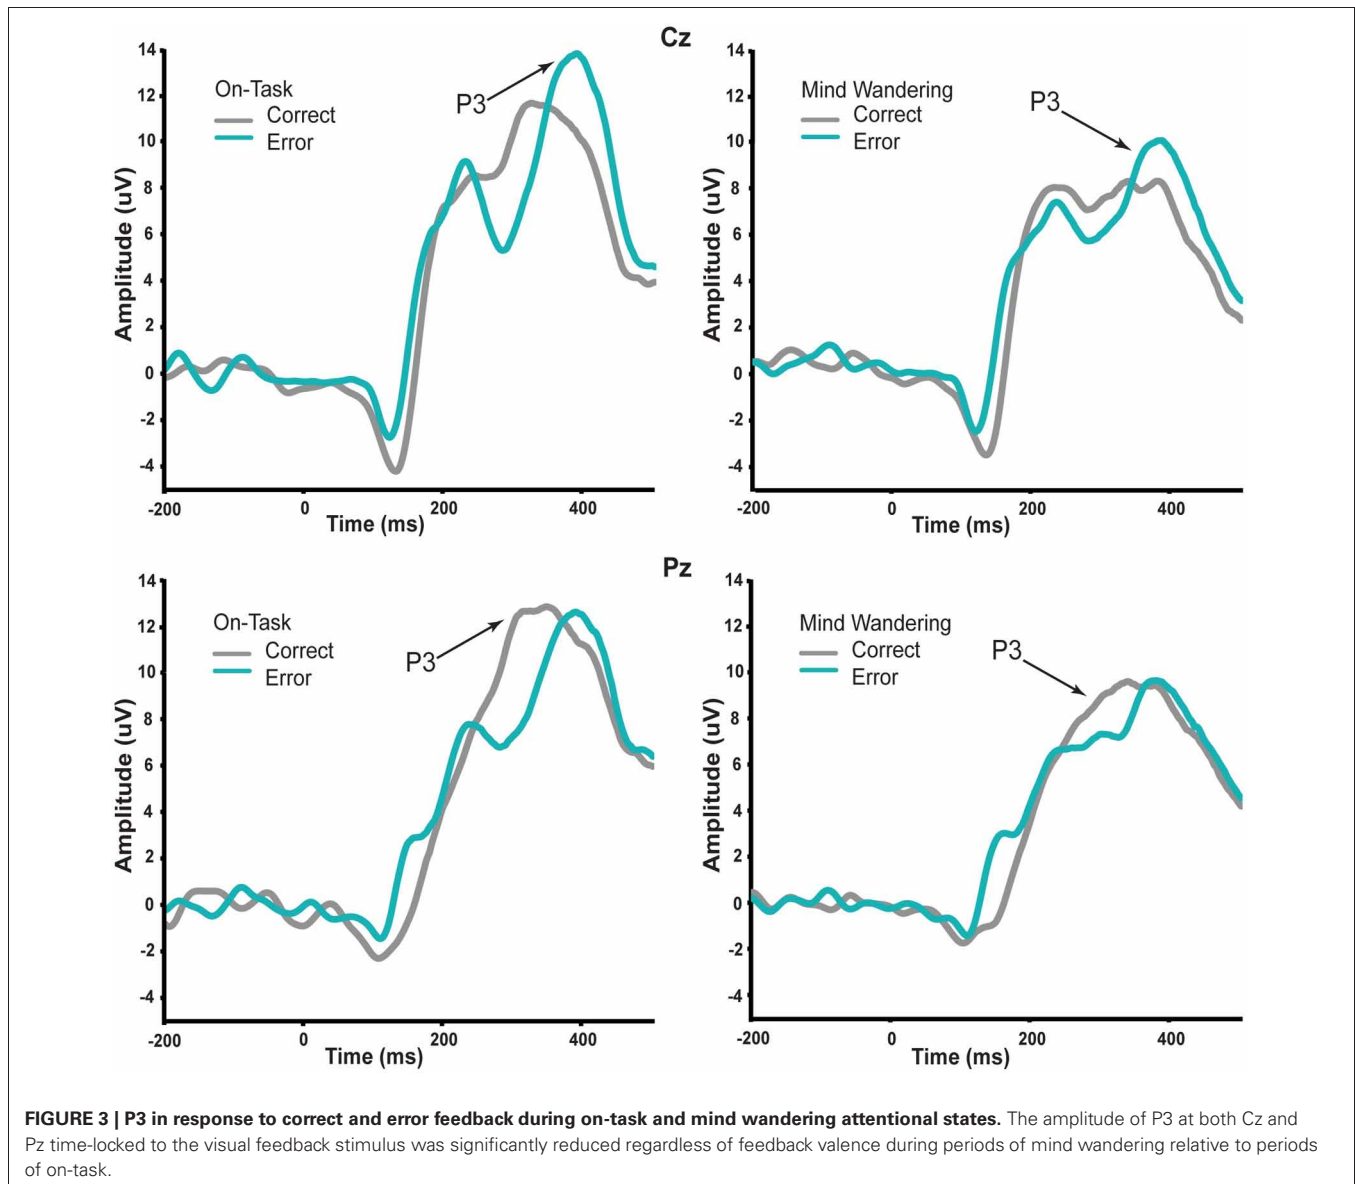 Cz
14
12
10
8
6
4
2
0
-2
-4
Amplitude (uV)
On-Task
Correct
Error
P3
-200
0
200
400
Time (ms)
14
12
10
8
6
4
2
0
-2
-4
Amplitude (uV)
Mind Wandering
Correct
Error
P3
-200
0
200
400
Time (ms)
Pz
14
12
10
8
6
4
2
0
-2
-4
Amplitude (uV)
On-Task
Correct
Error
P3
-200
0
200
400
Time (ms)
14
12
10
8
6
4
2
0
-2
-4
Amplitude (uV)
Mind Wandering
Correct
Error
P3
-200
0
200
400
Time (ms)
FIGURE 3 | P3 in response to correct and error feedback during on-task and mind wandering attentional states. The amplitude of P3 at both Cz and
Pz time-locked to the visual feedback stimulus was significantly reduced regardless of feedback valence during periods of mind wandering relative to periods
of on-task.